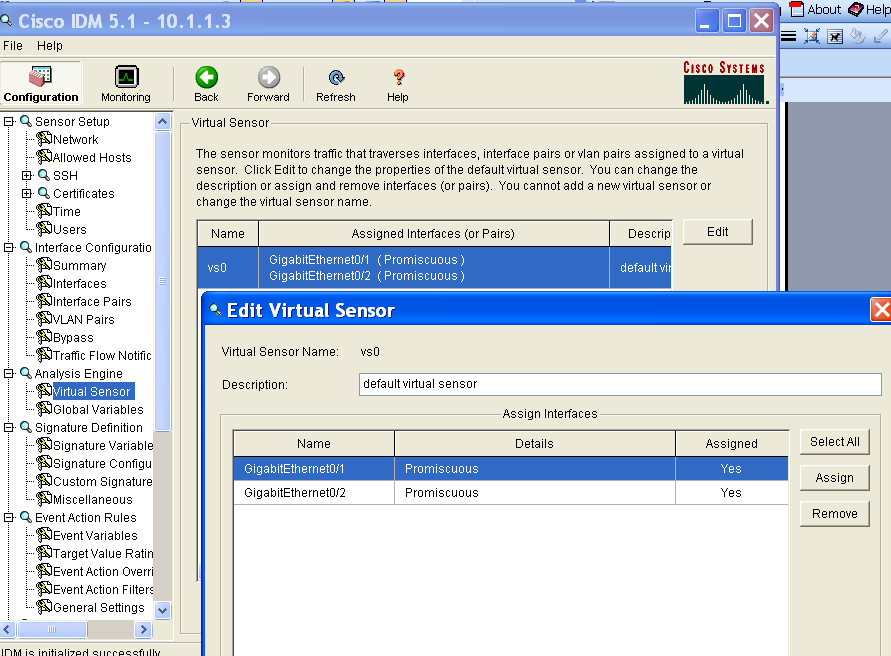 Cisco IDM 5.1 - 10.1.1.3
About
Help
File Help
Configuration
Monitoring
Back
Forward
Refresh
Help
CISCO SYSTEMS
Sensor Setup
Network
Allowed Hosts
SSH
Certificates
Time
Users
Interface Configuratio
Summary
Interfaces
Interface Pairs
VLAN Pairs
Bypass
Traffic Flow Notific
Analysis Engine
Virtual Sensor
Global Variables
Signature Definition
Signature Variable
Signature Configu
Custom Signature
Miscellaneous
Event Action Rules
Event Variables
Target Value Ratin
Event Action Overri
Event Action Filters
General Settings
IDM is initialized successfully.
Virtual Sensor
The sensor monitors traffic that traverses interfaces, interface pairs or vlan pairs assigned to a virtual
sensor. Click Edit to change the properties of the default virtual sensor. You can change the
description or assign and remove interfaces (or pairs). You cannot add a new virtual sensor or
change the virtual sensor name.
Name Assigned Interfaces (or Pairs) Descrip
vs0 GigabitEthernet0/1 (Promiscuous) default vir
GigabitEthernet0/2 (Promiscuous)
Edit
Edit Virtual Sensor
Virtual Sensor Name: vs0
Description: default virtual sensor
Assign Interfaces
Name Details Assigned
GigabitEthernet0/1 Promiscuous Yes
GigabitEthernet0/2 Promiscuous Yes
Select All
Assign
Remove